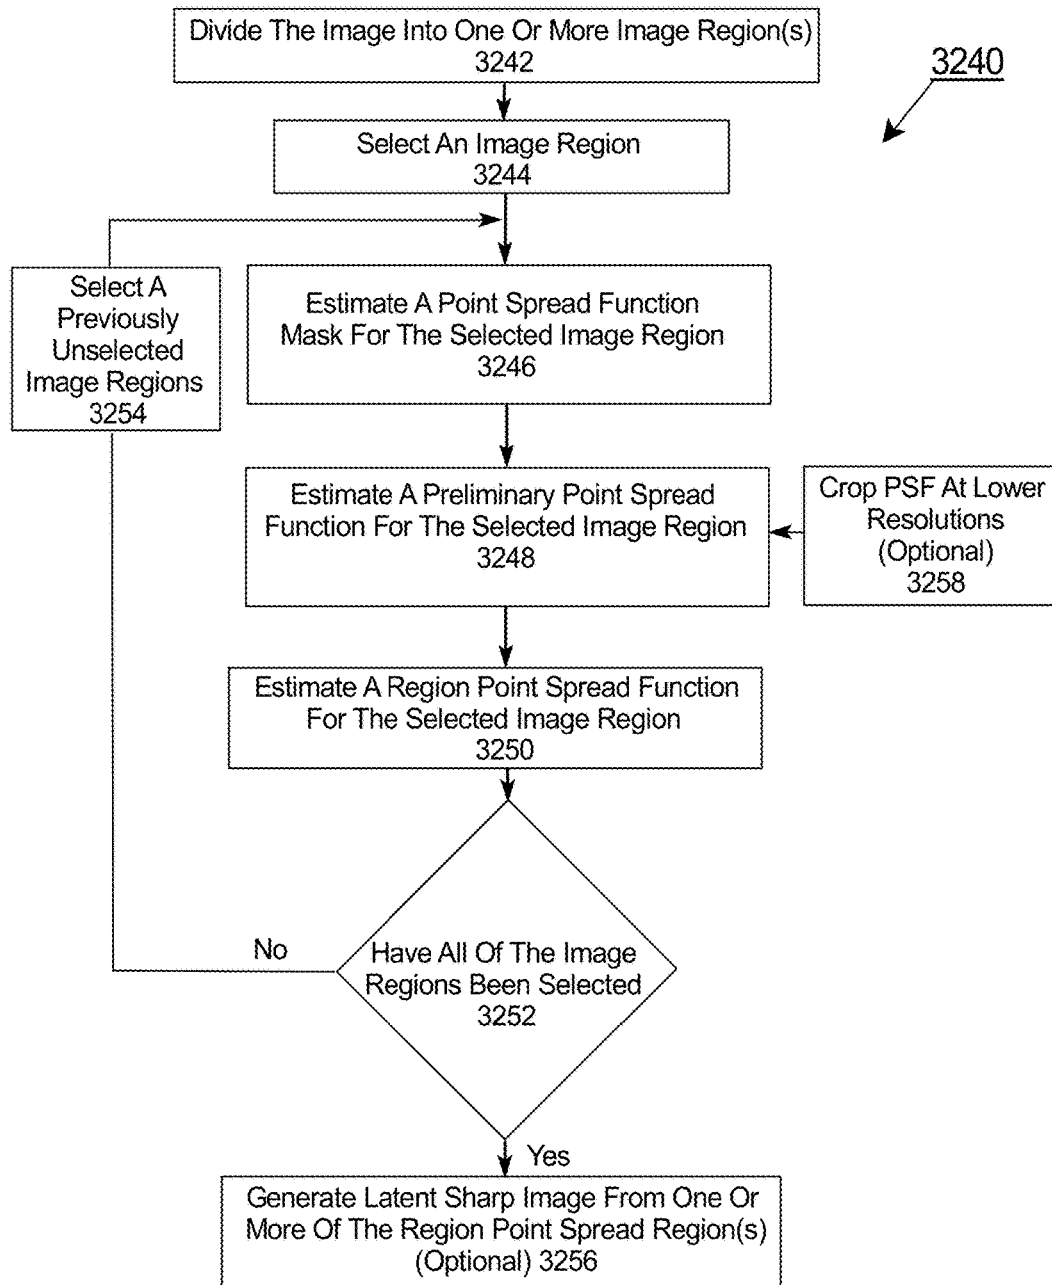 Divide The Image Into One Or More Image Region(s)
3242
3240
Select An Image Region
3244
Select A
Previously
Unselected
Image Regions
3254
Estimate A Point Spread Function
Mask For The Selected Image Region
3246
Estimate A Preliminary Point Spread
Function For The Selected Image Region
3248
Crop PSF At Lower
Resolutions
(Optional)
3258
Estimate A Region Point Spread Function
For The Selected Image Region
3250
No
Have All Of The Image
Regions Been Selected
3252
Yes
Generate Latent Sharp Image From One Or
More Of The Region Point Spread Region(s)
(Optional) 3256